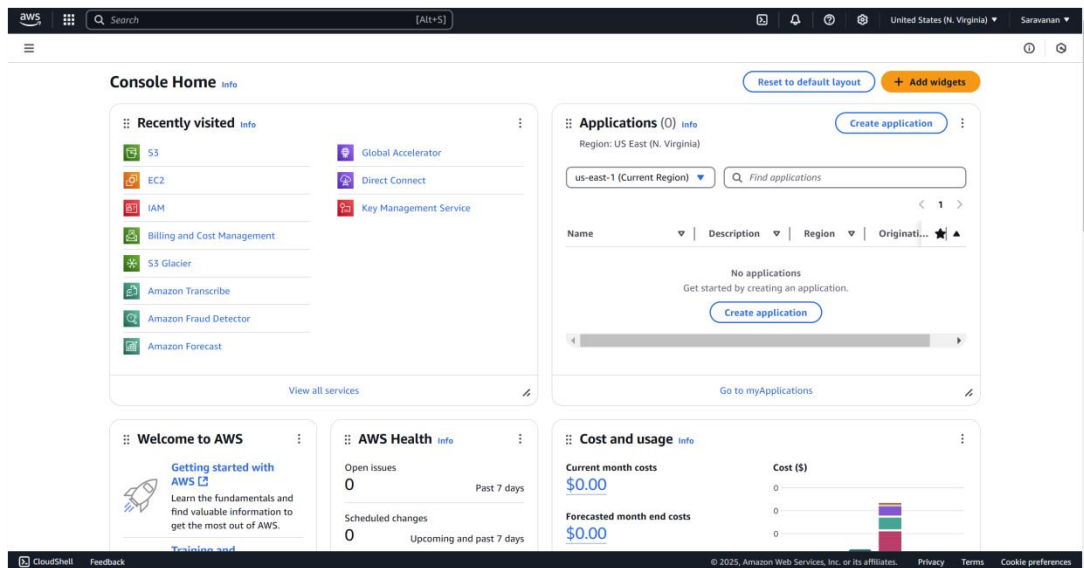 aws
Search [Alt+S]
United States (N. Virginia) Saravanan
Console Home Info
Reset to default layout
+ Add widgets
Recently visited Info
S3
EC2
IAM
Billing and Cost Management
S3 Glacier
Amazon Transcribe
Amazon Fraud Detector
Amazon Forecast
Global Accelerator
Direct Connect
Key Management Service
View all services
Applications (0) Info
Create application
Region: US East (N. Virginia)
us-east-1 (Current Region)
Find applications
1
Name Description Region Originati...
No applications
Get started by creating an application.
Create application
Go to myApplications
Welcome to AWS
Getting started with
AWS
Learn the fundamentals and
find valuable information to
get the most out of AWS.
Training and
AWS Health Info
Open issues
0 Past 7 days
Scheduled changes
0 Upcoming and past 7 days
Cost and usage Info
Current month costs
$0.00
Forecasted month end costs
$0.00
Cost ($)
0
0
0
CloudShell Feedback
© 2025, Amazon Web Services, Inc. or its affiliates. Privacy Terms Cookie preferences